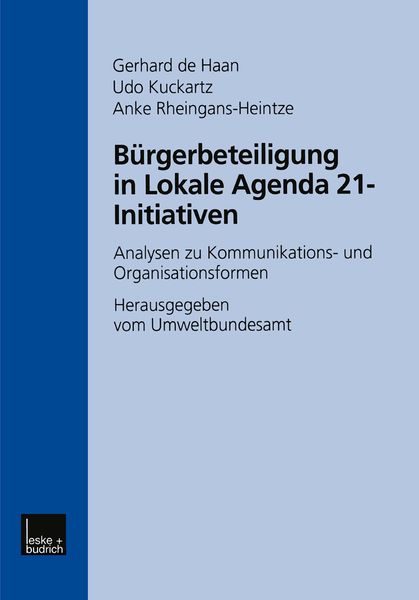 Gerhard de Haan
Udo Kuckartz
Anke Rheingans-Heintze
Bürgerbeteiligung
in Lokale Agenda 21-
Initiativen
Analysen zu Kommunikations- und
Organisationsformen
Herausgegeben
vom Umweltbundesamt
leske +
budrich